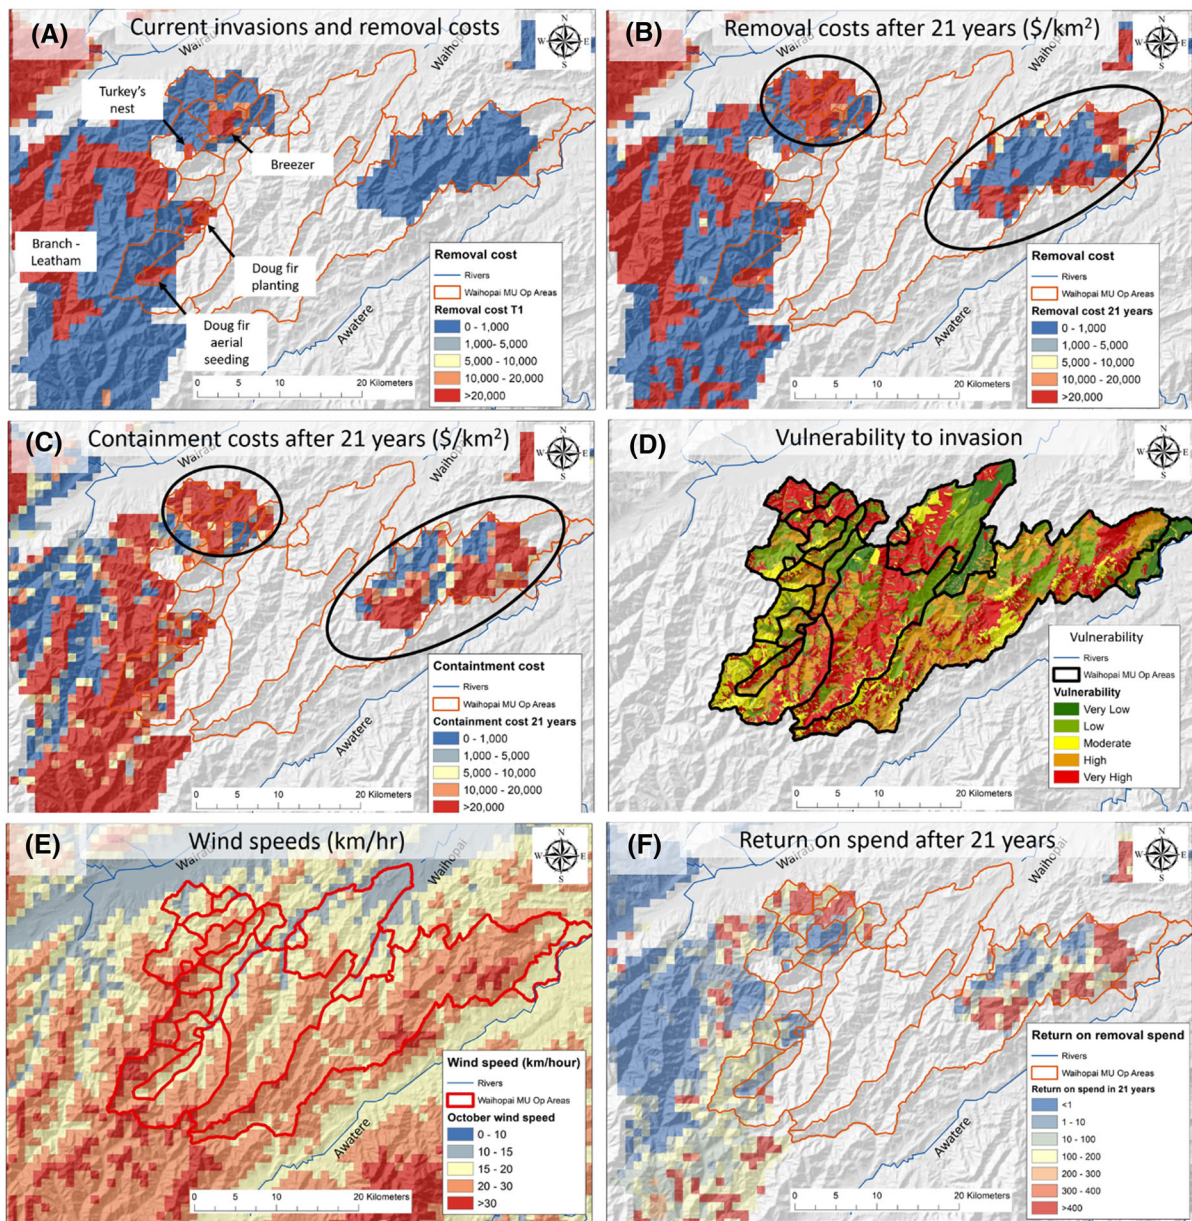 (A)
Current invasions and removal costs
Wairau
Waihopai
N
W E
S
Turkey's
nest
Breezer
Branch -
Leatham
Doug fir
planting
Doug fir
aerial
seeding
Awatere
0 5 10 20 Kilometers
Removal cost
Rivers
Waihopai MU Op Areas
Removal cost T1
0 - 1,000
1,000- 5,000
5,000 - 10,000
10,000 - 20,000
>20,000
(B)
Removal costs after 21 years ($/km²)
Wairau
Waihopai
N
W E
S
Awatere
0 5 10 20 Kilometers
Removal cost
Rivers
Waihopai MU Op Areas
Removal cost 21 years
0 - 1,000
1,000 - 5,000
5,000 - 10,000
10,000 - 20,000
>20,000
(C)
Containment costs after 21 years ($/km²)
Wairau
Waihopai
N
W E
S
Awatere
0 5 10 20 Kilometers
Containtment cost
Rivers
Waihopai MU Op Areas
Containment cost 21 years
0 - 1,000
1,000 - 5,000
5,000 - 10,000
10,000 - 20,000
>20,000
(D)
Vulnerability to invasion
N
W E
S
0 5 10 20 Kilometers
Vulnerability
Rivers
Waihopai MU Op Areas
Vulnerability
Very Low
Low
Moderate
High
Very High
(E)
Wind speeds (km/hr)
Wairau
Waihopai
N
W E
S
Awatere
0 5 10 20 Kilometers
Wind speed (km/hour)
Rivers
Waihopai MU Op Areas
October wind speed
0 - 10
10 - 15
15 - 20
20 - 30
>30
(F)
Return on spend after 21 years
Wairau
Waihopai
N
W E
S
Awatere
0 5 10 20 Kilometers
Return on removal spend
Rivers
Waihopai MU Op Areas
Return on spend in 21 years
<1
1 - 10
10 - 100
100 - 200
200 - 300
300 - 400
>400